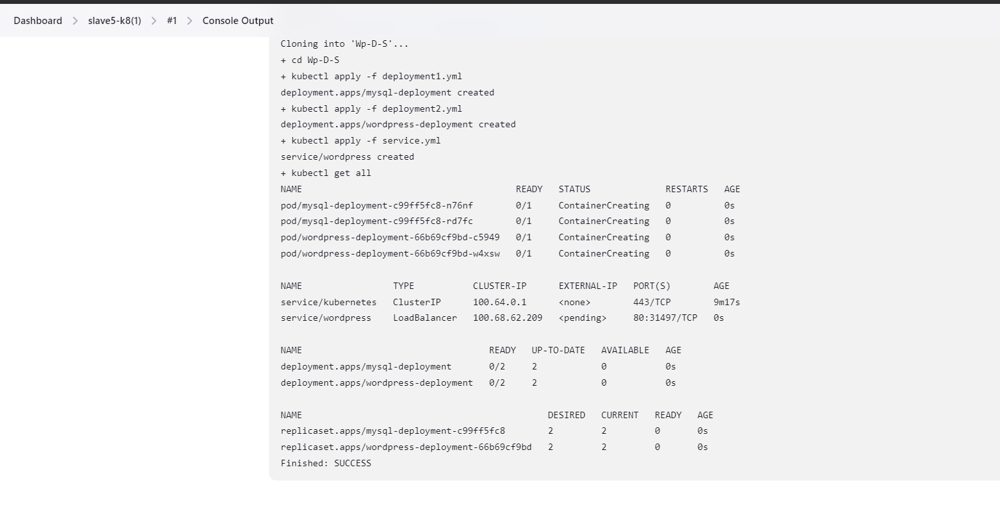 Dashboard > slave5-k8(1) > #1 > Console Output
Cloning into 'Wp-D-S'...
+ cd Wp-D-S
+ kubectl apply -f deployment1.yml
deployment.apps/mysql-deployment created
+ kubectl apply -f deployment2.yml
deployment.apps/wordpress-deployment created
+ kubectl apply -f service.yml
service/wordpress created
+ kubectl get all
NAME READY STATUS RESTARTS AGE
pod/mysql-deployment-c99ff5fc8-n76nf 0/1 ContainerCreating 0 0s
pod/mysql-deployment-c99ff5fc8-rd7fc 0/1 ContainerCreating 0 0s
pod/wordpress-deployment-66b69cf9bd-c5949 0/1 ContainerCreating 0 0s
pod/wordpress-deployment-66b69cf9bd-w4xsw 0/1 ContainerCreating 0 0s
NAME TYPE CLUSTER-IP EXTERNAL-IP PORT(S) AGE
service/kubernetes ClusterIP 100.64.0.1 <none> 443/TCP 9m17s
service/wordpress LoadBalancer 100.68.62.209 <pending> 80:31497/TCP 0s
NAME READY UP-TO-DATE AVAILABLE AGE
deployment.apps/mysql-deployment 0/2 2 0 0s
deployment.apps/wordpress-deployment 0/2 2 0 0s
NAME DESIRED CURRENT READY AGE
replicaset.apps/mysql-deployment-c99ff5fc8 2 2 0 0s
replicaset.apps/wordpress-deployment-66b69cf9bd 2 2 0 0s
Finished: SUCCESS